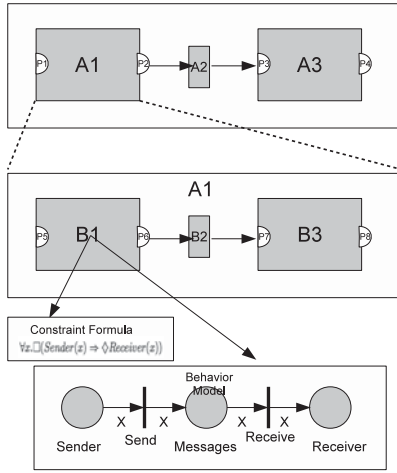 P1 A1 P2 A2 P3 A3 P4
A1
P5 B1 P6 B2 P7 B3 P8
Constraint Formula
∀x.□(Sender(x) ⇒ ◊Receiver(x))
Behavior
Model
X X X X
Sender Send Messages Receive Receiver